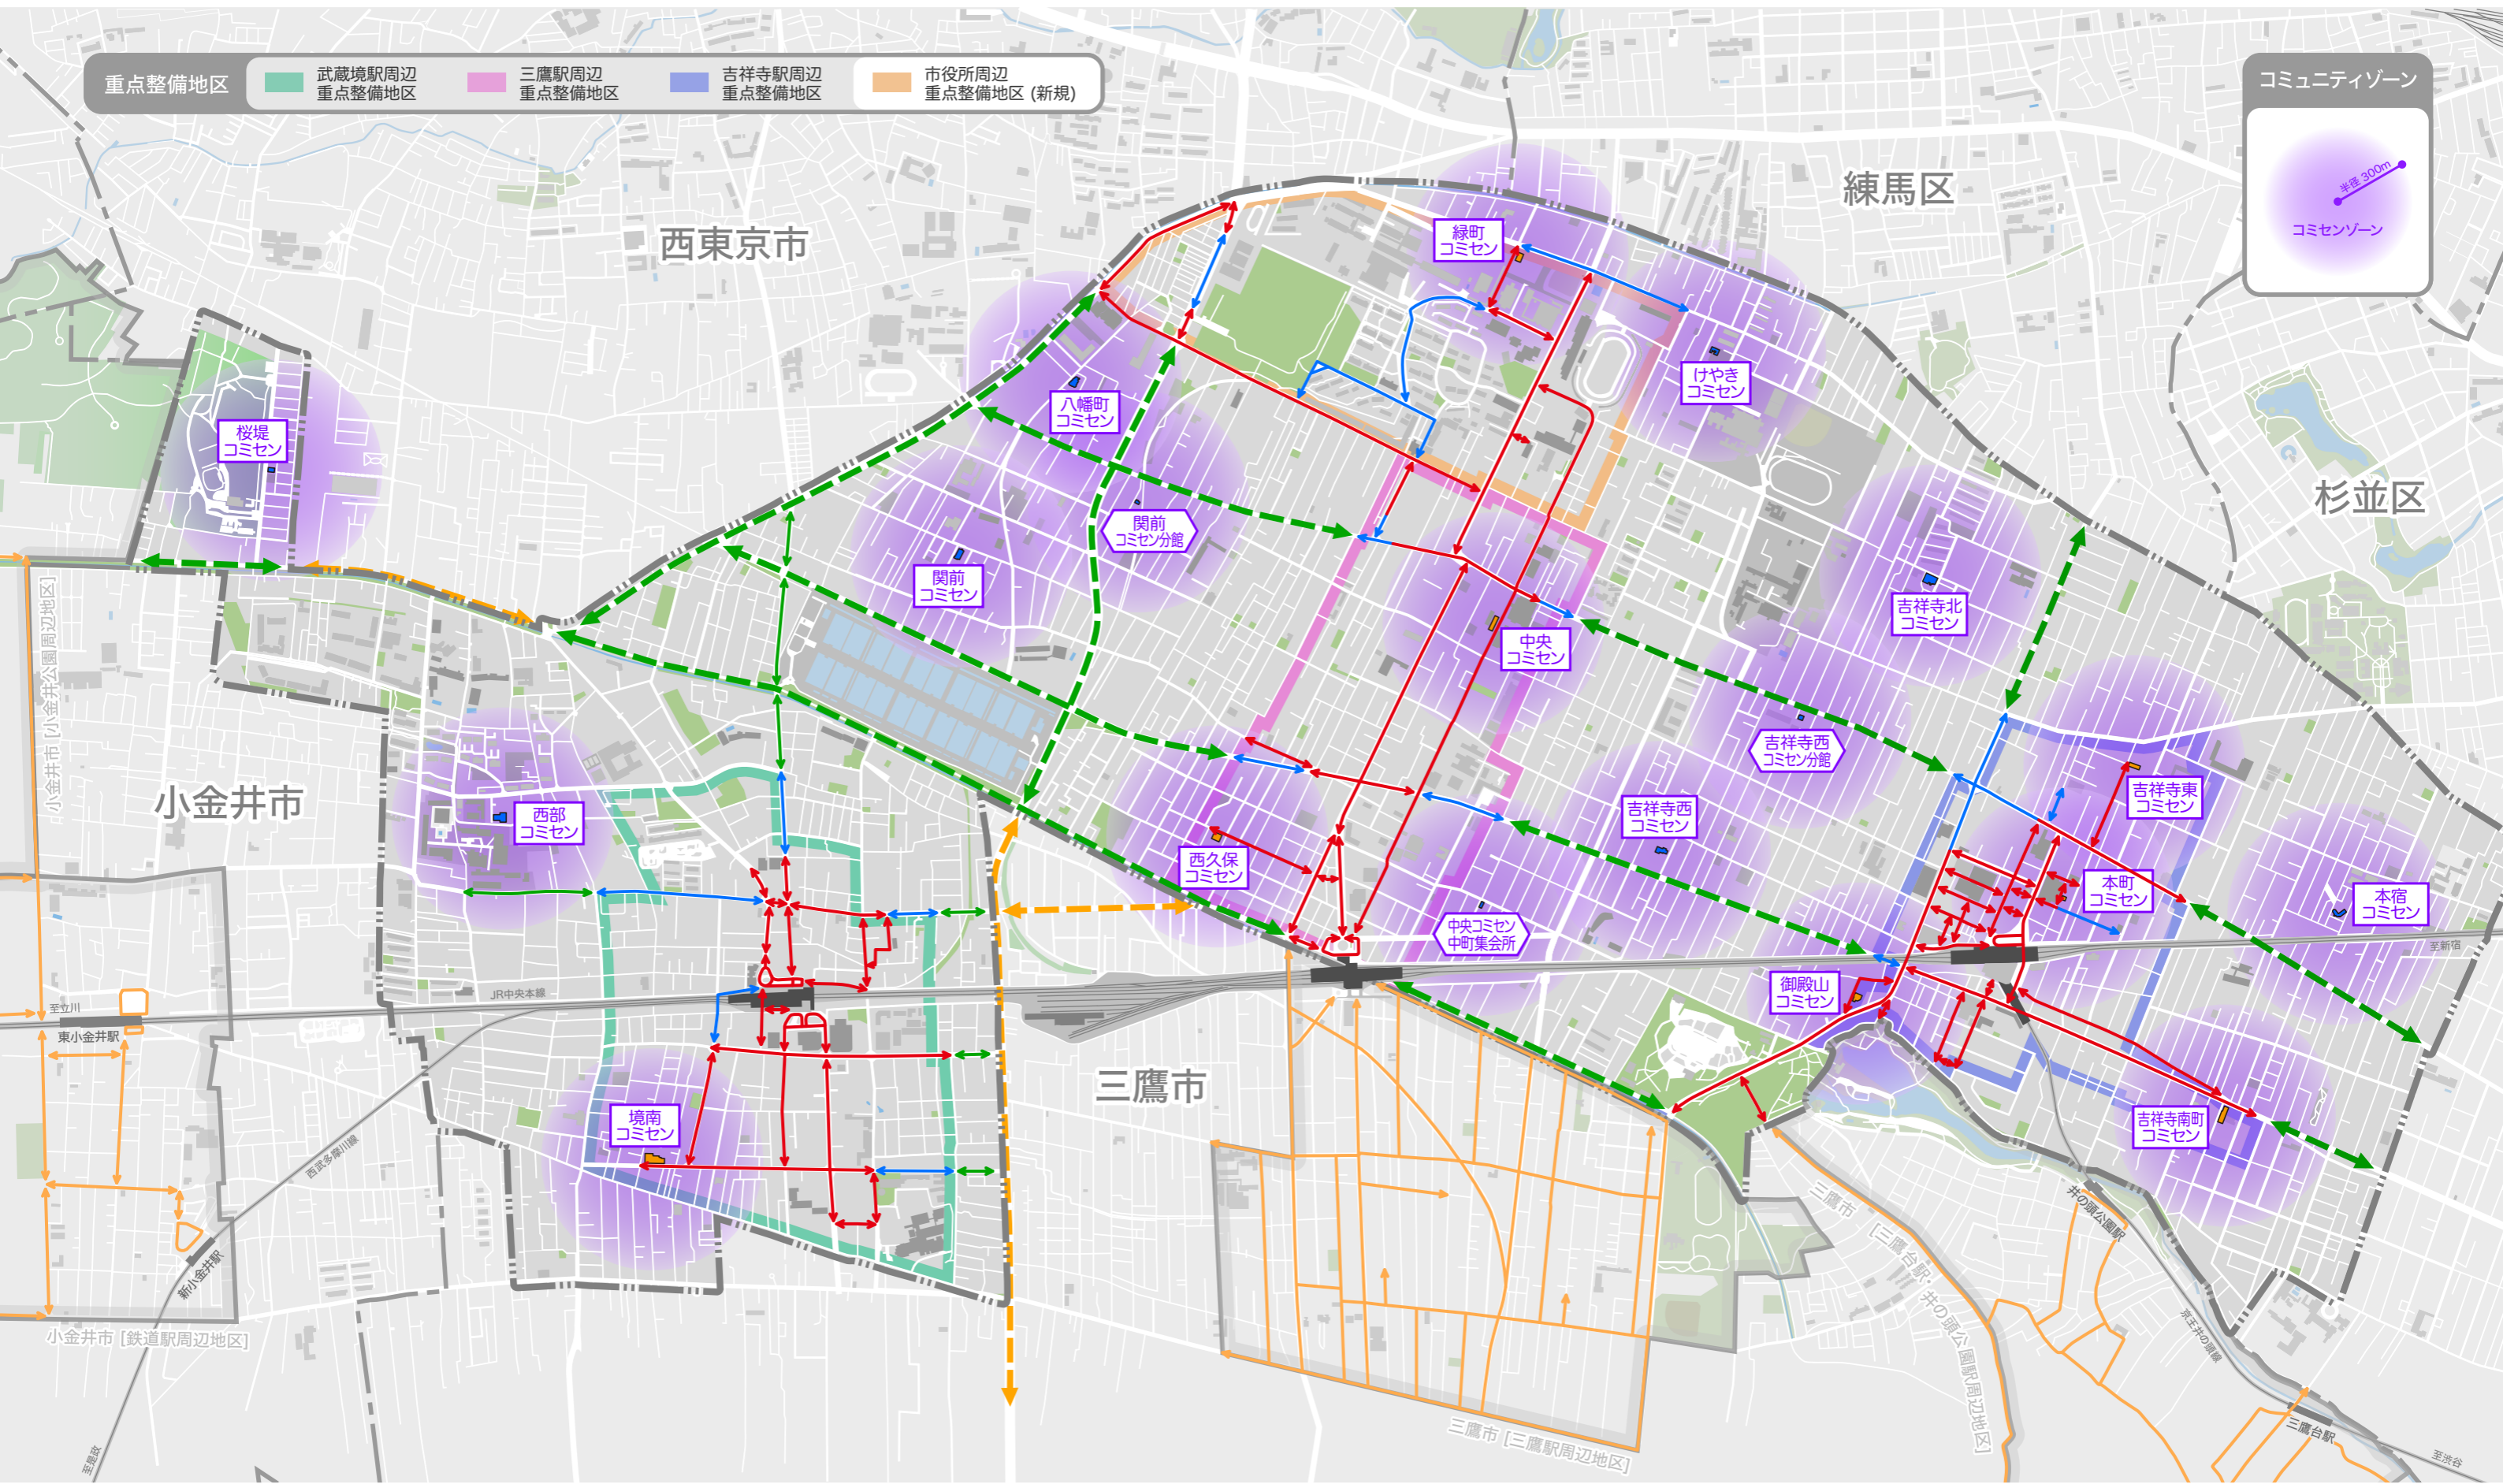 重点整備地区
武蔵境駅周辺
重点整備地区
三鷹駅周辺
重点整備地区
吉祥寺駅周辺
重点整備地区
市役所周辺
重点整備地区 (新規)
コミュニティゾーン
半径 300m
コミセンゾーン
練馬区
西東京市
杉並区
小金井市
三鷹市
緑町
コミセン
けやき
コミセン
八幡町
コミセン
桜堤
コミセン
関前
コミセン分館
関前
コミセン
吉祥寺北
コミセン
中央
コミセン
吉祥寺西
コミセン分館
吉祥寺東
コミセン
吉祥寺西
コミセン
西部
コミセン
西久保
コミセン
本町
コミセン
本宿
コミセン
中央コミセン
中町集会所
御殿山
コミセン
境南
コミセン
吉祥寺南町
コミセン
小金井市 [小金井公園周辺地区]
至新宿
JR中央本線
至立川
東小金井駅
西武多摩川線
新小金井駅
小金井市 [鉄道駅周辺地区]
至是政
三鷹市 [三鷹駅周辺地区]
三鷹市 [三鷹台駅・井の頭公園駅周辺地区]
井の頭公園駅
京王井の頭線
三鷹台駅
至渋谷